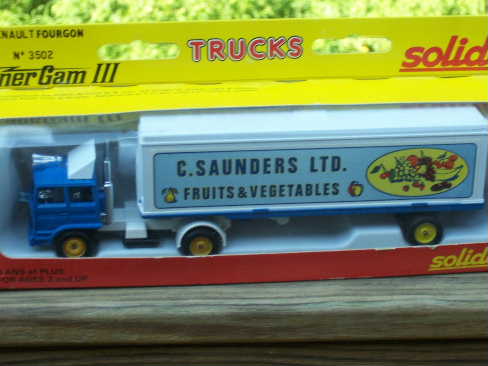 ENAULT FOURGON
N° 3502
nerGam III
TRUCKS
solid
C.SAUNDERS LTD.
FRUITS & VEGETABLES
solid
3 ANS et PLUS
FOR AGES 3 and UP